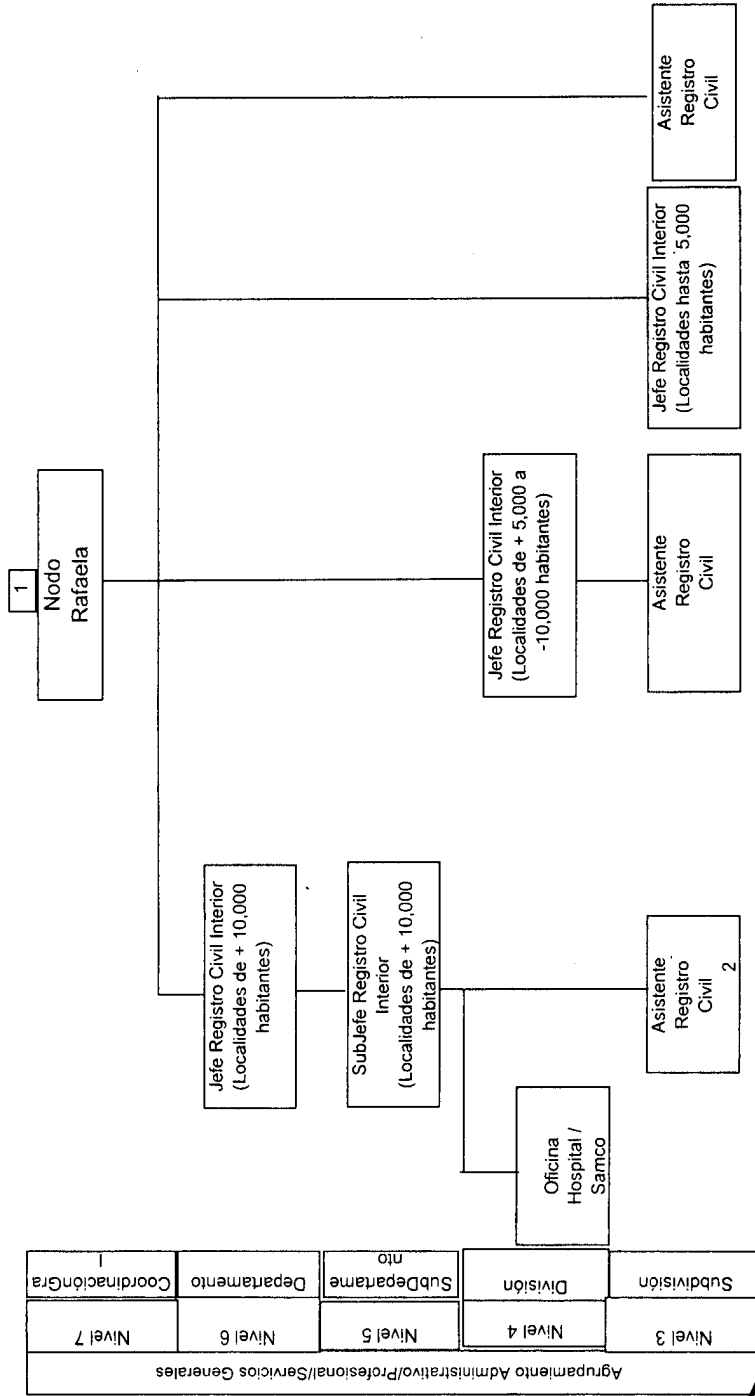 1
Nodo
Rafaela
Jefe Registro Civil Interior
(Localidades de + 10,000
habitantes)
SubJefe Registro Civil
Interior
(Localidades de + 10,000
habitantes)
Oficina
Hospital /
Samco
Asistente
Registro
Civil
2
Jefe Registro Civil Interior
(Localidades de + 5,000 a
-10,000 habitantes)
Asistente
Registro
Civil
Jefe Registro Civil Interior
(Localidades hasta 5,000
habitantes)
Asistente
Registro
Civil
Agrupamiento Administrativo/Profesional/Servicios Generales
Nivel 7
CoordinaciónGra
l
Nivel 6
Departamento
Nivel 5
SubDepartame
nto
Nivel 4
División
Nivel 3
Subdivisión